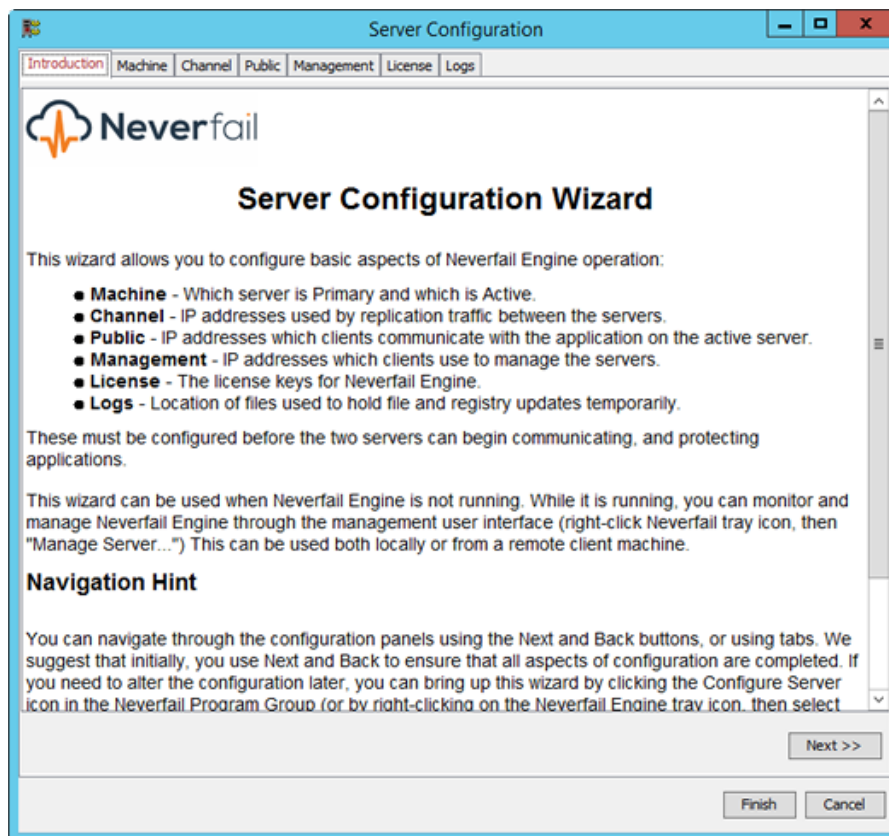 Server Configuration
Introduction Machine Channel Public Management License Logs
Neverfail
Server Configuration Wizard
This wizard allows you to configure basic aspects of Neverfail Engine operation:
● Machine - Which server is Primary and which is Active.
● Channel - IP addresses used by replication traffic between the servers.
● Public - IP addresses which clients communicate with the application on the active server.
● Management - IP addresses which clients use to manage the servers.
● License - The license keys for Neverfail Engine.
● Logs - Location of files used to hold file and registry updates temporarily.
These must be configured before the two servers can begin communicating, and protecting
applications.
This wizard can be used when Neverfail Engine is not running. While it is running, you can monitor and
manage Neverfail Engine through the management user interface (right-click Neverfail tray icon, then
"Manage Server...") This can be used both locally or from a remote client machine.
Navigation Hint
You can navigate through the configuration panels using the Next and Back buttons, or using tabs. We
suggest that initially, you use Next and Back to ensure that all aspects of configuration are completed. If
you need to alter the configuration later, you can bring up this wizard by clicking the Configure Server
icon in the Neverfail Program Group (or by right-clicking on the Neverfail Engine tray icon, then select
Next >>
Finish Cancel